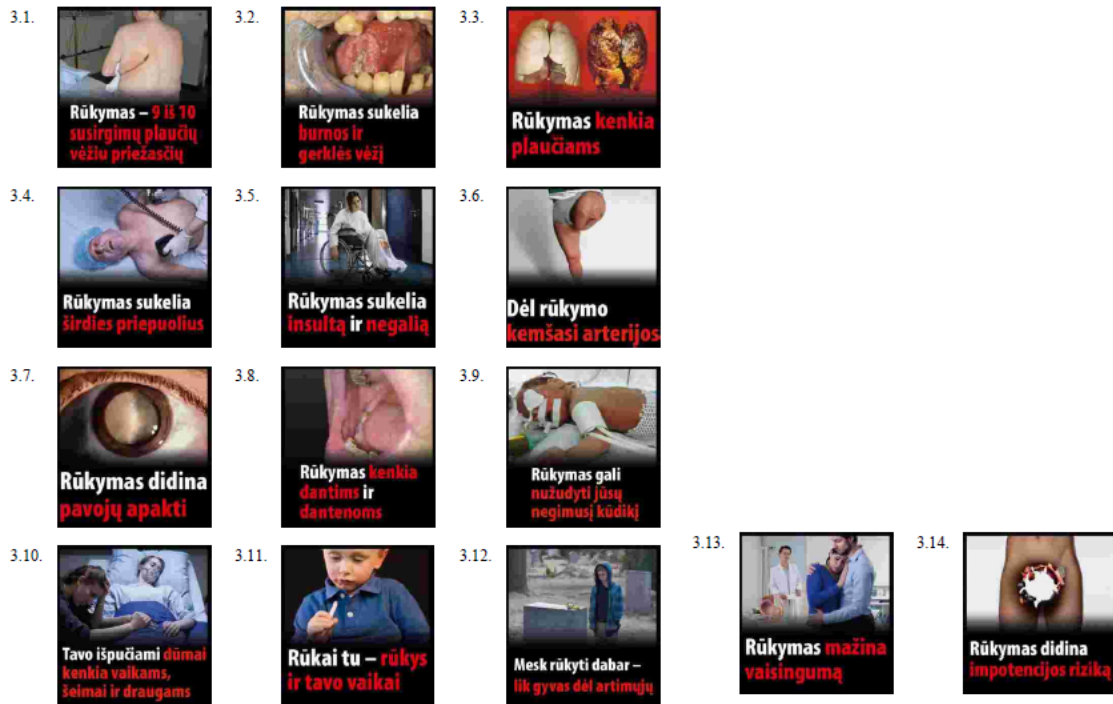 3.1.
Rūkymas – 9 iš 10
susirgimų plaučių
vėžiu priežasčių
3.2.
Rūkymas sukelia
burnos ir
gerklės vėžį
3.3.
Rūkymas kenkia
plaučiams
3.4.
Rūkymas sukelia
širdies priepuolius
3.5.
Rūkymas sukelia
insultą ir negalią
3.6.
Dėl rūkymo
kemšasi arterijos
3.7.
Rūkymas didina
pavojų apakti
3.8.
Rūkymas kenkia
dantims ir
dantenoms
3.9.
Rūkymas gali
nužudyti jūsų
negimusį kūdikį
3.10.
Tavo išpučiami dūmai
kenkia vaikams,
šeimai ir draugams
3.11.
Rūkai tu – rūkys
ir tavo vaikai
3.12.
Mesk rūkyti dabar –
lik gyvas dėl artimųjų
3.13.
Rūkymas mažina
vaisingumą
3.14.
Rūkymas didina
impotencijos riziką